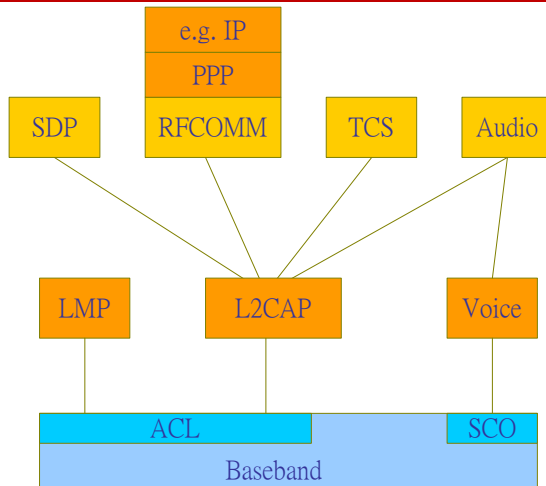 e.g. IP
PPP
SDP
RFCOMM
TCS
Audio
LMP
L2CAP
Voice
ACL
SCO
Baseband